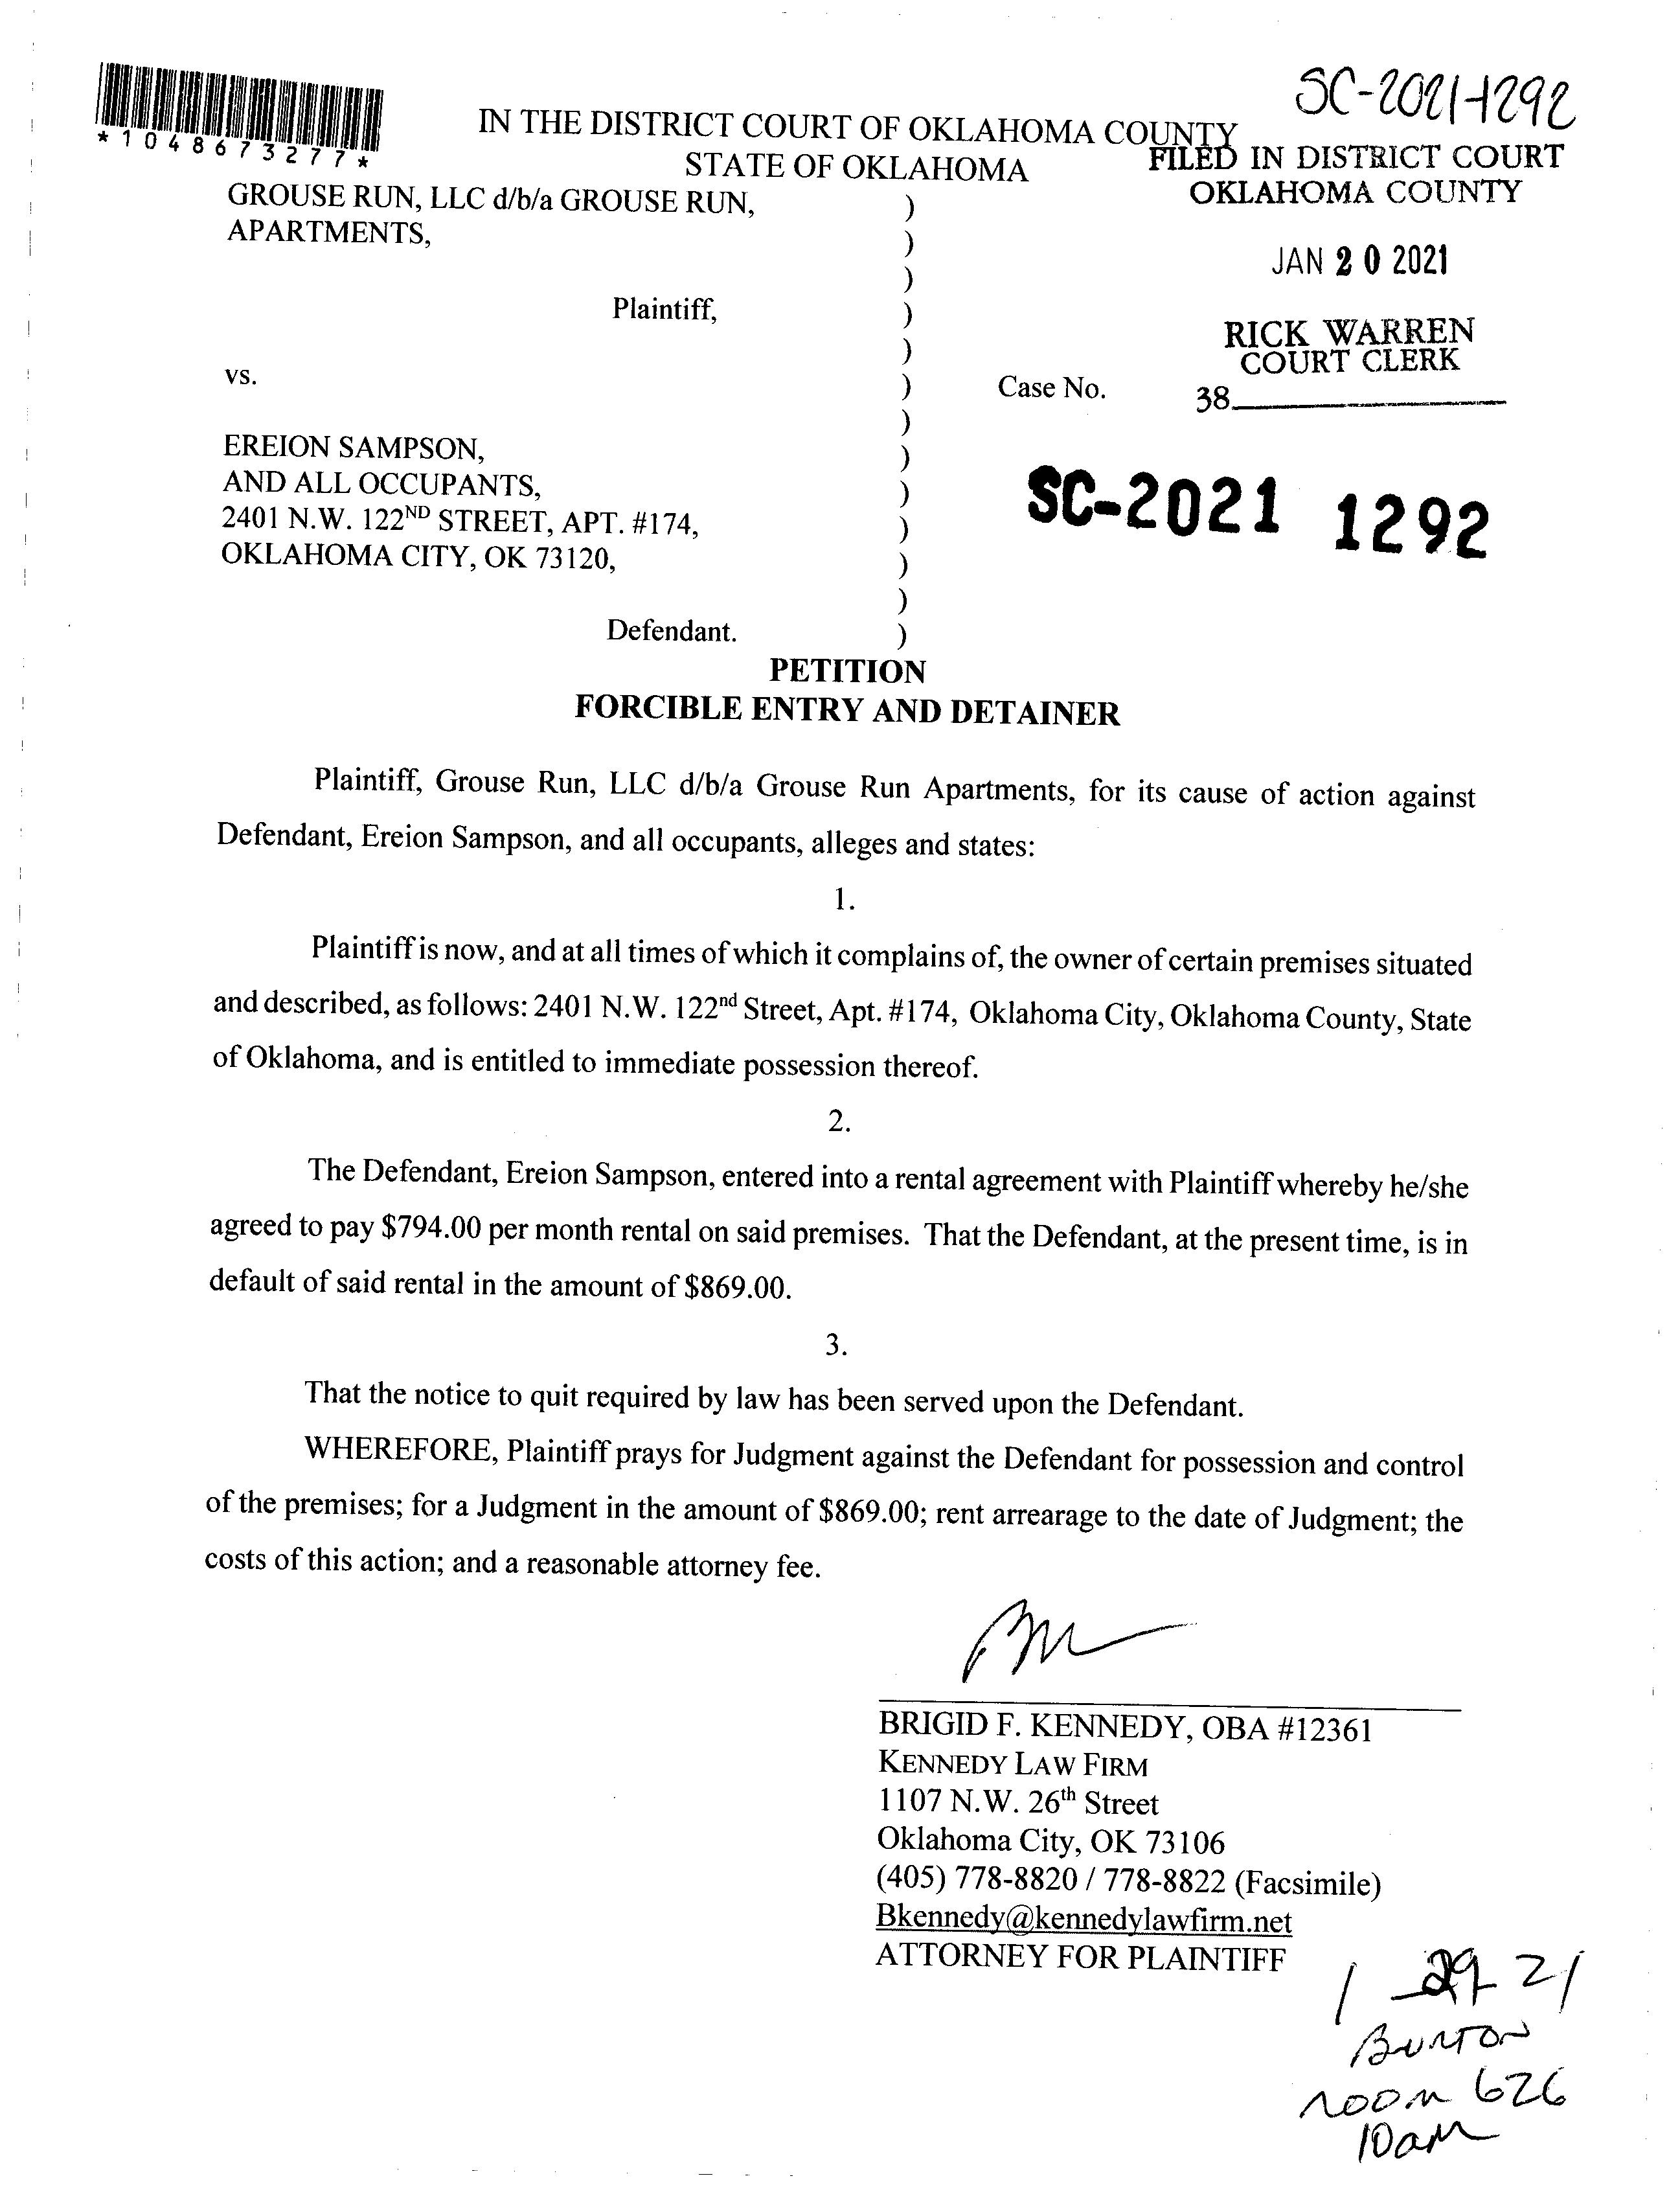 SC-2021-1292
*1048673277*
IN THE DISTRICT COURT OF OKLAHOMA COUNTY
STATE OF OKLAHOMA
FILED IN DISTRICT COURT
OKLAHOMA COUNTY
JAN 20 2021
RICK WARREN
COURT CLERK
38
GROUSE RUN, LLC d/b/a GROUSE RUN,
APARTMENTS,
Plaintiff,
vs.
Case No.
SC-2021 1292
EREION SAMPSON,
AND ALL OCCUPANTS,
2401 N.W. 122ND STREET, APT. #174,
OKLAHOMA CITY, OK 73120,
Defendant.
)
)
)
)
)
)
)
)
)
)
)
)
)
PETITION
FORCIBLE ENTRY AND DETAINER
Plaintiff, Grouse Run, LLC d/b/a Grouse Run Apartments, for its cause of action against
Defendant, Ereion Sampson, and all occupants, alleges and states:
1.
Plaintiff is now, and at all times of which it complains of, the owner of certain premises situated
and described, as follows: 2401 N.W. 122nd Street, Apt. #174, Oklahoma City, Oklahoma County, State
of Oklahoma, and is entitled to immediate possession thereof.
2.
The Defendant, Ereion Sampson, entered into a rental agreement with Plaintiff whereby he/she
agreed to pay $794.00 per month rental on said premises. That the Defendant, at the present time, is in
default of said rental in the amount of $869.00.
3.
That the notice to quit required by law has been served upon the Defendant.
WHEREFORE, Plaintiff prays for Judgment against the Defendant for possession and control
of the premises; for a Judgment in the amount of $869.00; rent arrearage to the date of Judgment; the
costs of this action; and a reasonable attorney fee.
BRIGID F. KENNEDY, OBA #12361
KENNEDY LAW FIRM
1107 N.W. 26th Street
Oklahoma City, OK 73106
(405) 778-8820 / 778-8822 (Facsimile)
Bkennedy@kennedylawfirm.net
ATTORNEY FOR PLAINTIFF
1-29-21
Burton
room 626
10am